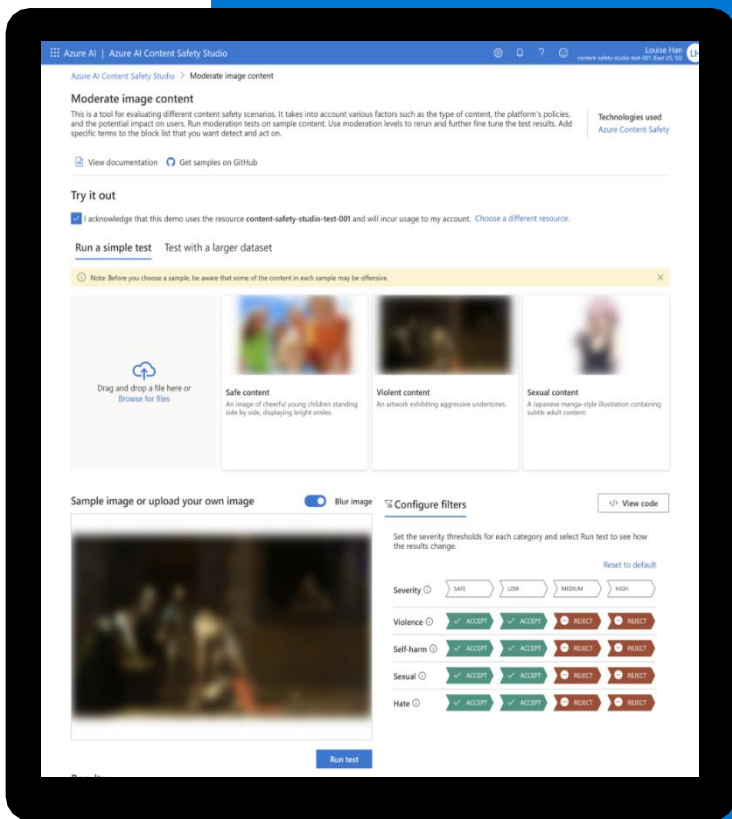 Azure AI | Azure AI Content Safety Studio
Louise Han
content-safety-studio-test-001 (East US, S0)
LH
Azure AI Content Safety Studio > Moderate image content
Moderate image content
This is a tool for evaluating different content safety scenarios. It takes into account various factors such as the type of content, the platform's policies,
and the potential impact on users. Run moderation tests on sample content. Use moderation levels to rerun and further fine tune the test results. Add
specific terms to the block list that you want detect and act on.
Technologies used
Azure Content Safety
View documentation Get samples on GitHub
Try it out
I acknowledge that this demo uses the resource content-safety-studio-test-001 and will incur usage to my account. Choose a different resource.
Run a simple test Test with a larger dataset
Note: Before you choose a sample, be aware that some of the content in each sample may be offensive.
Drag and drop a file here or
Browse for files
Safe content
An image of cheerful young children standing
side by side, displaying bright smiles.
Violent content
An artwork exhibiting aggressive undertones.
Sexual content
A Japanese manga-style illustration containing
subtle adult content.
Sample image or upload your own image Blur image
Configure filters
</> View code
Set the severity thresholds for each category and select Run test to see how
the results change.
Reset to default
Severity SAFE LOW MEDIUM HIGH
Violence ACCEPT ACCEPT REJECT REJECT
Self-harm ACCEPT ACCEPT REJECT REJECT
Sexual ACCEPT ACCEPT REJECT REJECT
Hate ACCEPT ACCEPT REJECT REJECT
Run test